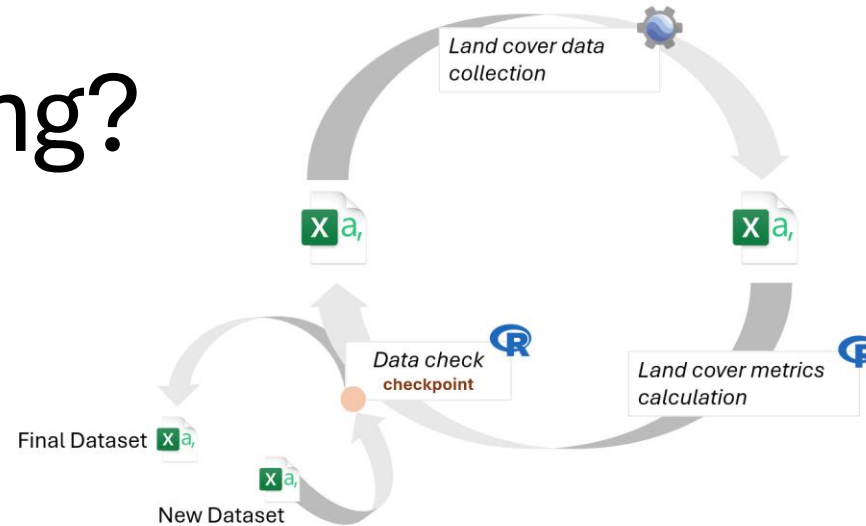 ng?
Land cover data
collection
X a,
X a,
Data check
checkpoint
R
Land cover metrics
calculation
R
Final Dataset X a,
X a,
New Dataset